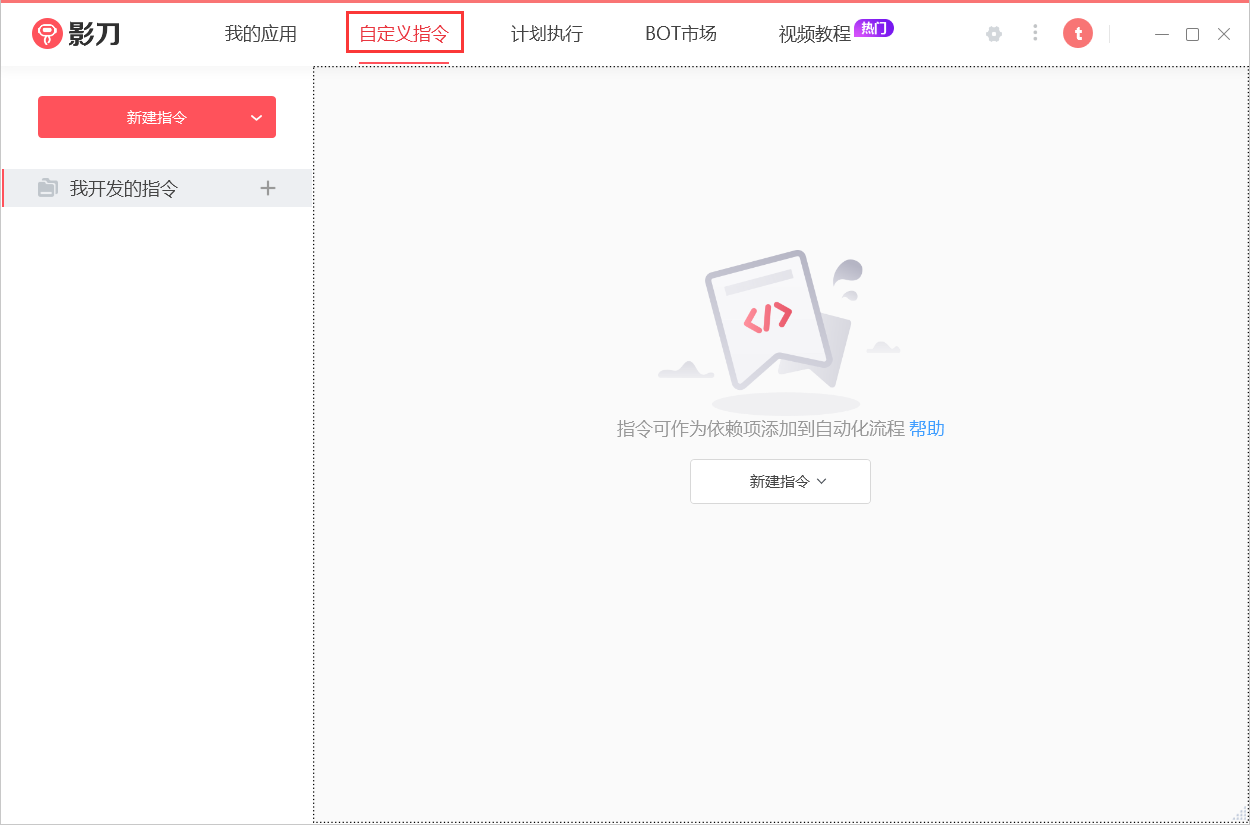 影刀
我的应用 自定义指令 计划执行 BOT市场 视频教程 热门
t
新建指令
我开发的指令
</>
指令可作为依赖项添加到自动化流程 帮助
新建指令